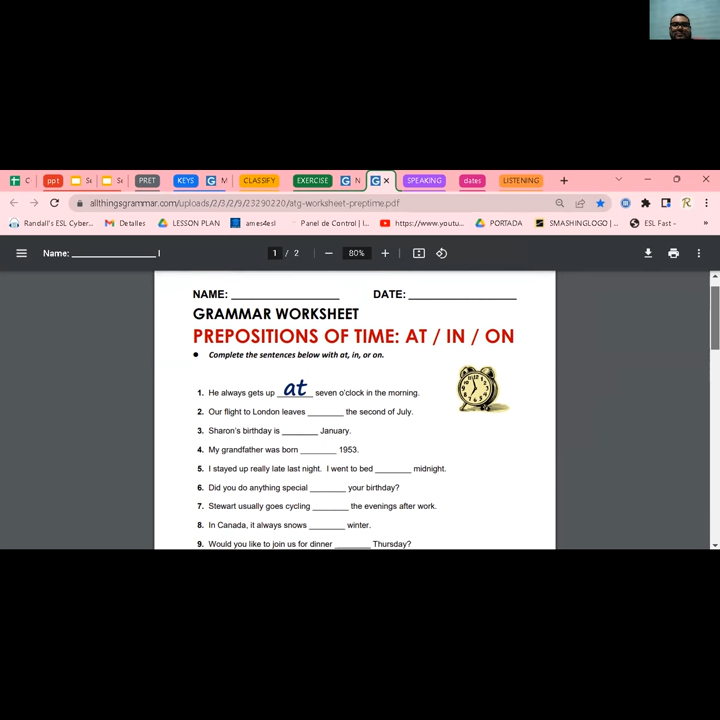 C ppt Se Se PRET KEYS M CLASSIFY EXERCISE N SPEAKING dates LISTENING
allthingsgrammar.com/uploads/2/3/2/9/23290220/atg-worksheet-preptime.pdf
Randall's ESL Cyber... Detalles LESSON PLAN ames4esl Panel de Control | I... https://www.youtu... PORTADA SMASHINGLOGO | ... ESL Fast - »
Name: ________________ I 1 / 2 80%
NAME: __________________ DATE: __________________
GRAMMAR WORKSHEET
PREPOSITIONS OF TIME: AT / IN / ON
● Complete the sentences below with at, in, or on.
1. He always gets up at seven o'clock in the morning.
2. Our flight to London leaves ________ the second of July.
3. Sharon's birthday is ________ January.
4. My grandfather was born ________ 1953.
5. I stayed up really late last night. I went to bed ________ midnight.
6. Did you do anything special ________ your birthday?
7. Stewart usually goes cycling ________ the evenings after work.
8. In Canada, it always snows ________ winter.
9. Would you like to join us for dinner ________ Thursday?